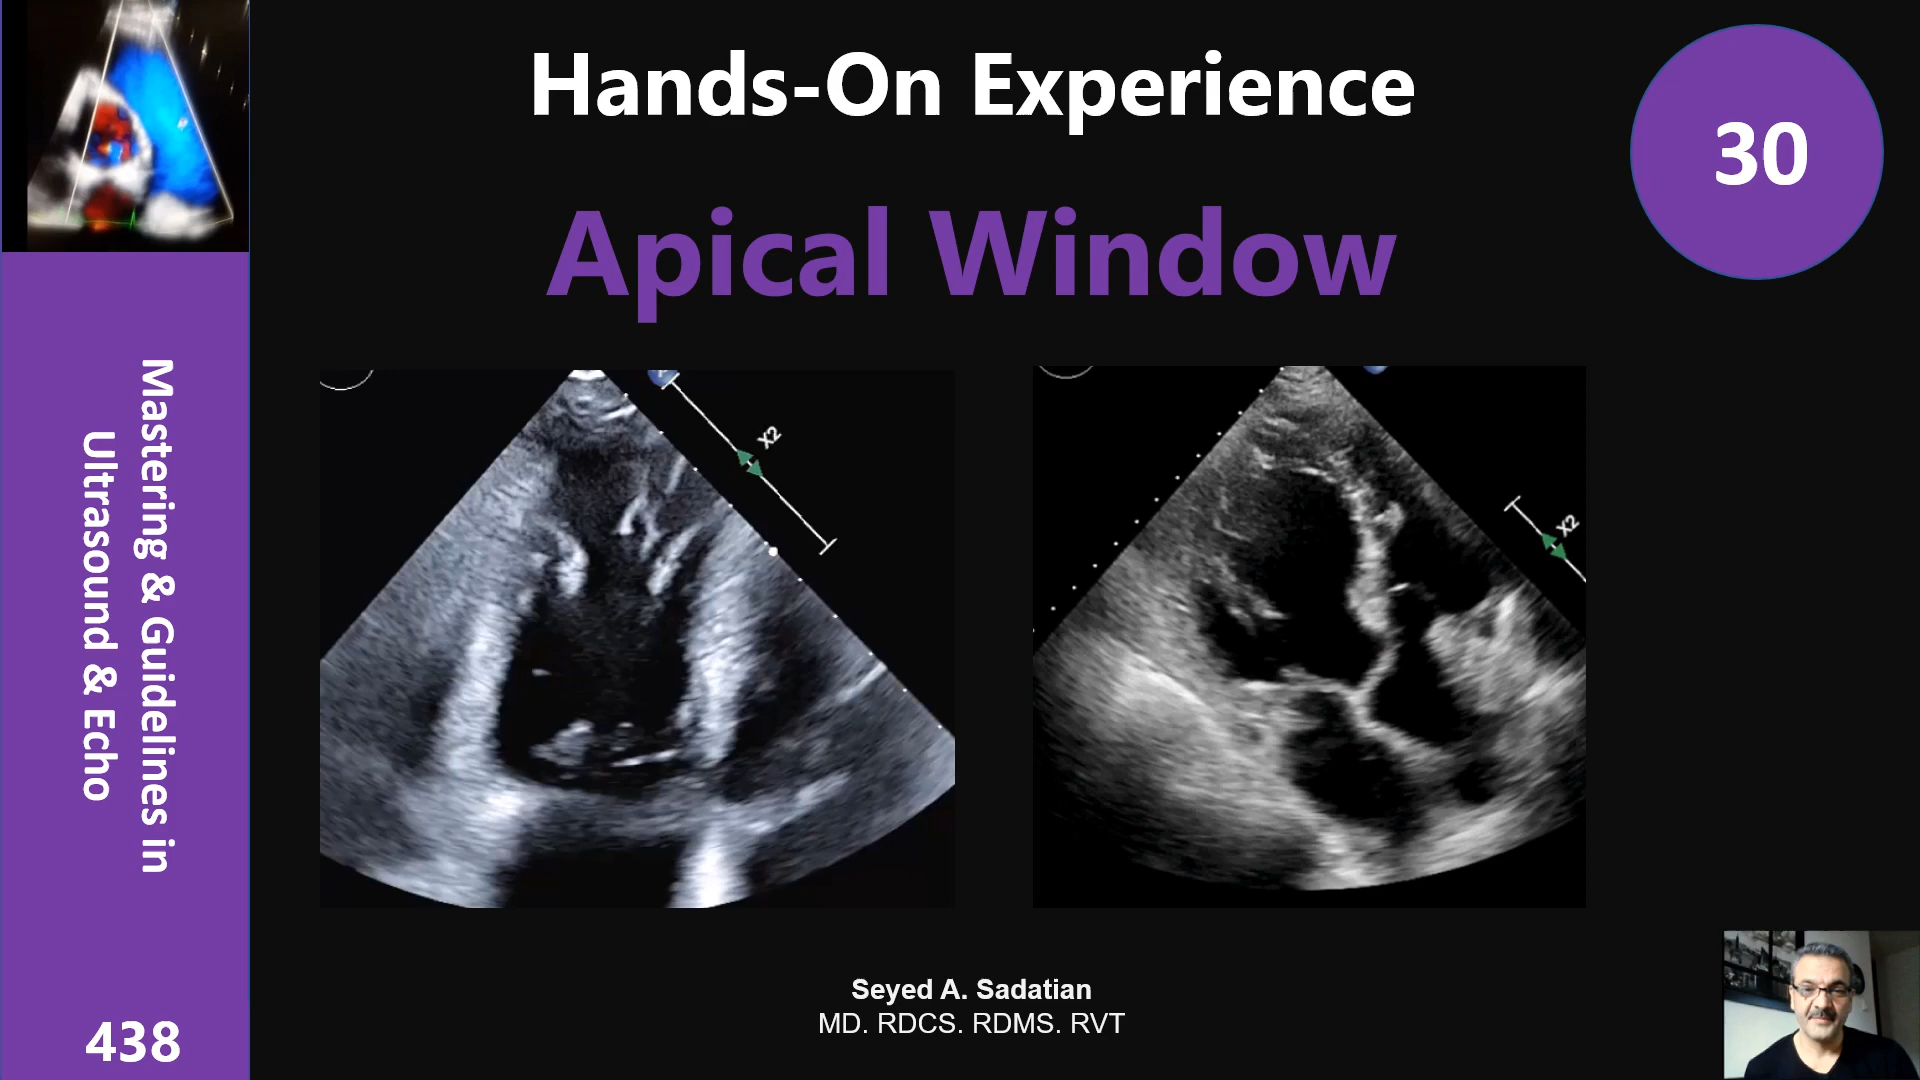 Hands-On Experience
30
Apical Window
Mastering & Guidelines in
Ultrasound & Echo
X2
X2
Seyed A. Sadatian
MD. RDCS. RDMS. RVT
438